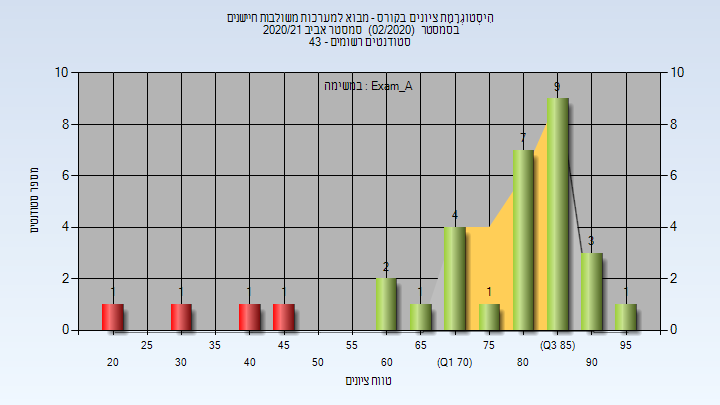 הִיסְטוֹגְרָמַת ציונים בקורס - מבוא למערכות משולבות חיישנים
בסמסטר (02/2020) סמסטר אביב 2020/21
סטודנטים רשומים - 43
במשימה : Exam_A
מספר סטודנטים
10 10
8 8
6 6
4 4
2 2
0 0
1 1 1 1 2 1 4 1 7 9 3 1
25 35 45 55 65 75 (Q3 85) 95
20 30 40 50 60 (Q1 70) 80 90
טווח ציונים